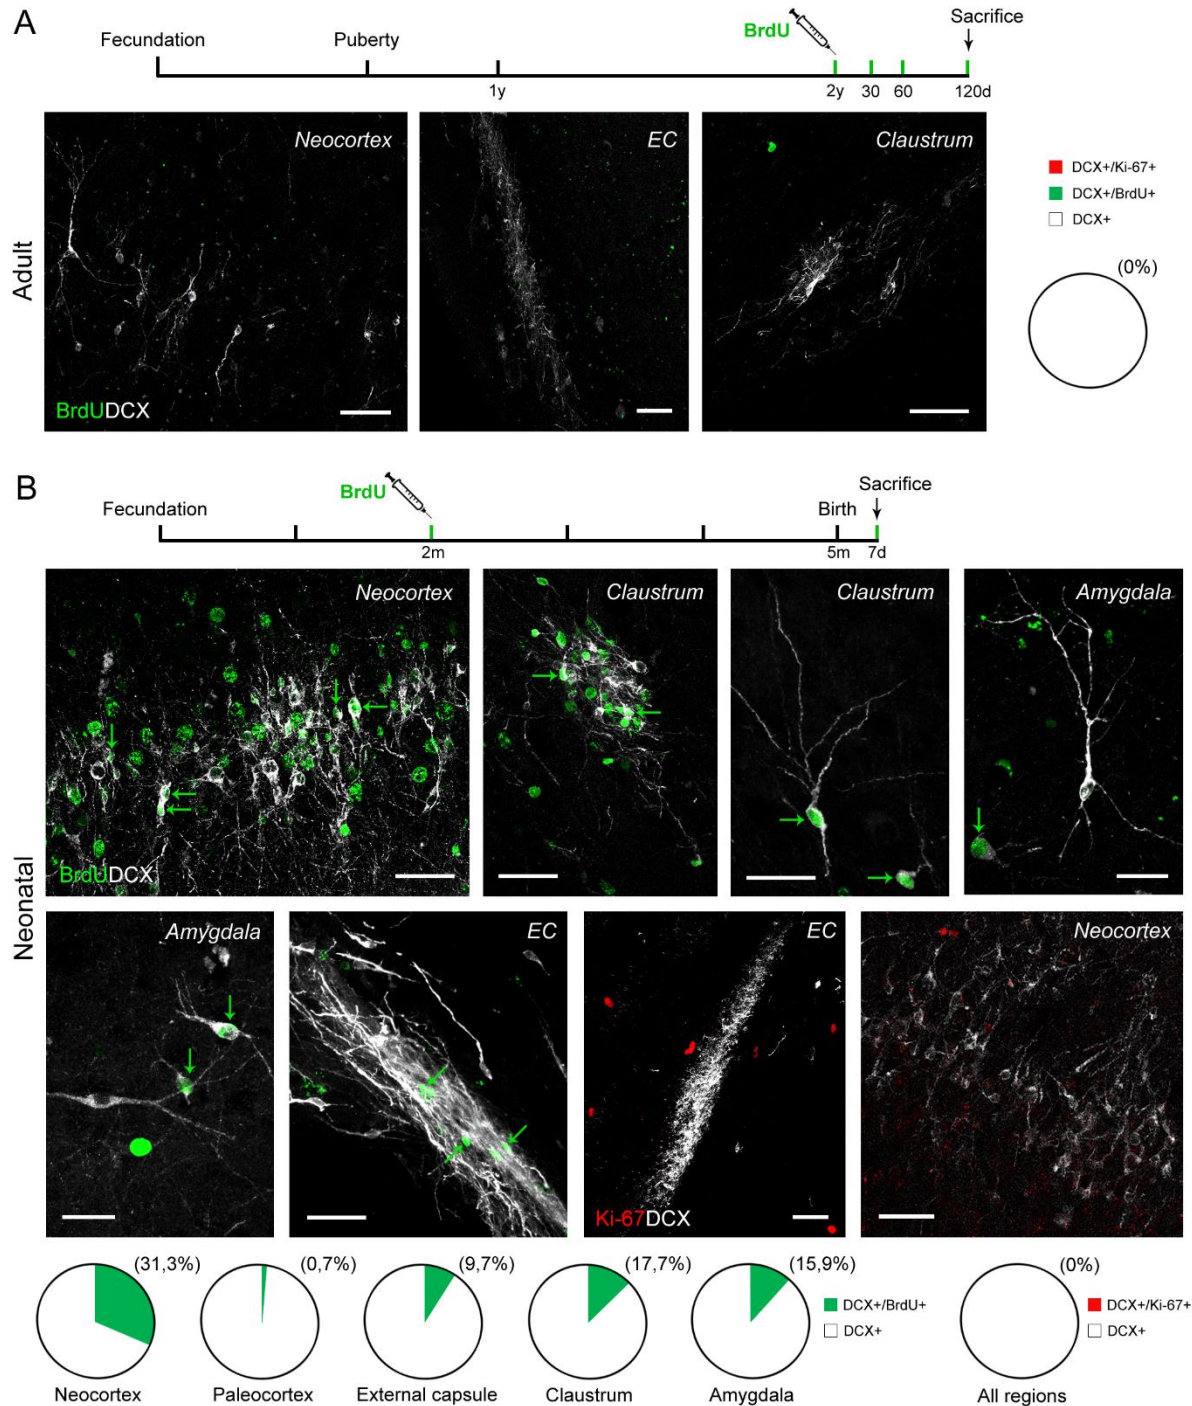 A
Fecundation
Puberty
BrdU
Sacrifice
1y
2y
30
60
120d
Adult
Neocortex
EC
Claustrum
BrdUDCX
DCX+/Ki-67+
DCX+/BrdU+
DCX+
(0%)
B
Fecundation
BrdU
Birth
Sacrifice
2m
5m
7d
Neonatal
Neocortex
Claustrum
Claustrum
Amygdala
BrdUDCX
Amygdala
EC
EC
Neocortex
Ki-67DCX
(31,3%)
(0,7%)
(9,7%)
(17,7%)
(15,9%)
(0%)
DCX+/BrdU+
DCX+
DCX+/Ki-67+
DCX+
Neocortex
Paleocortex
External capsule
Claustrum
Amygdala
All regions